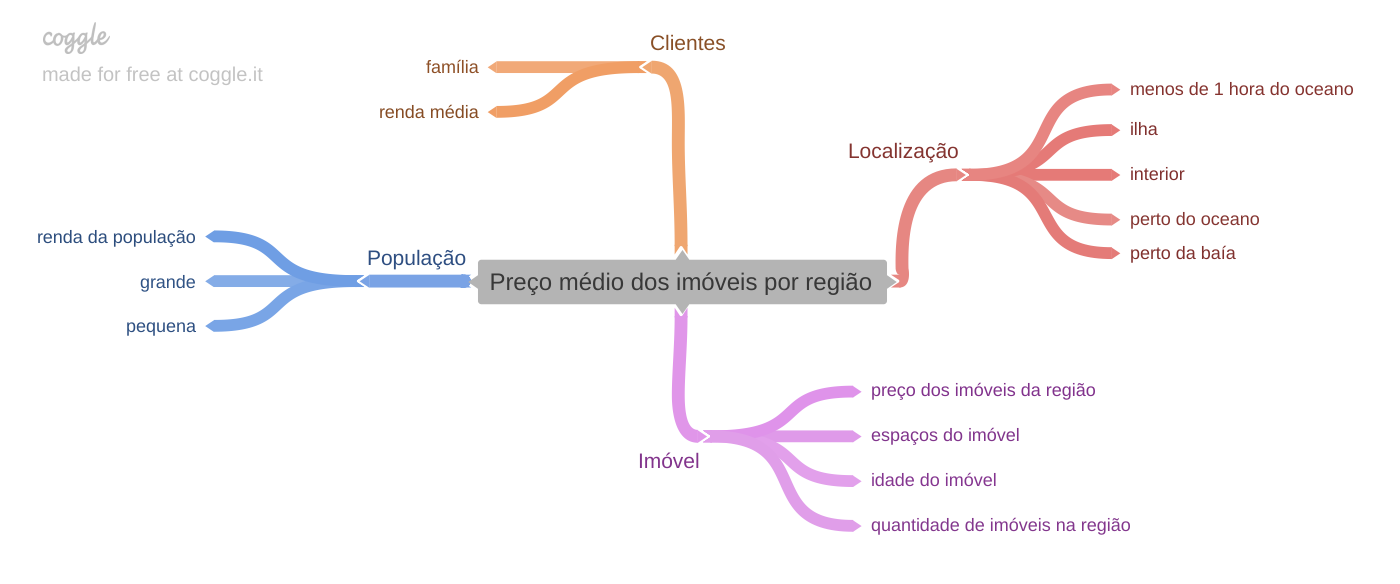 coggle
made for free at coggle.it
Clientes
família
renda média
Localização
menos de 1 hora do oceano
ilha
interior
perto do oceano
perto da baía
População
renda da população
grande
pequena
Preço médio dos imóveis por região
Imóvel
preço dos imóveis da região
espaços do imóvel
idade do imóvel
quantidade de imóveis na região